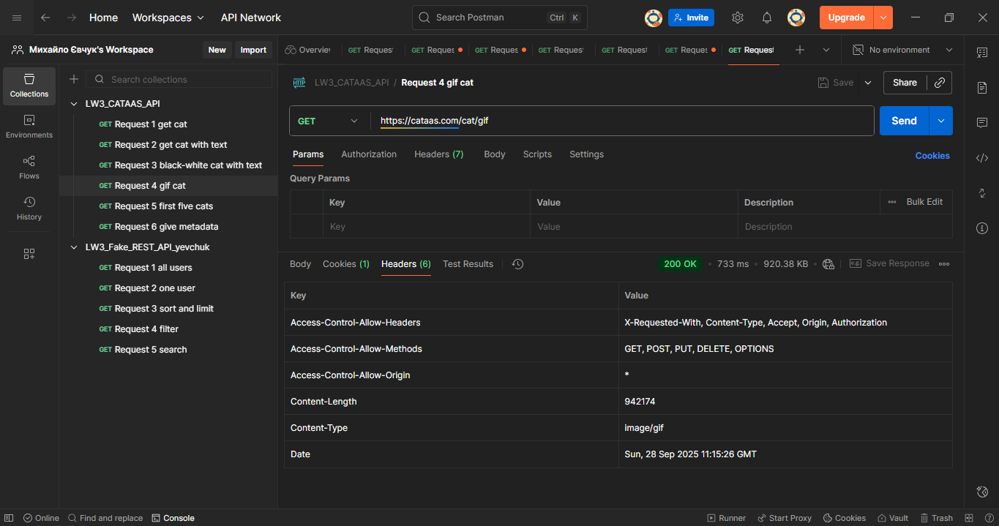 Home Workspaces API Network Search Postman Ctrl K Invite Upgrade
Михайло Євчук's Workspace New Import
Overvie GET Reques GET Reques GET Reques GET Reques GET Request GET Reques GET Request No environment
Collections
Environments
Flows
History
Search collections
LW3_CATAAS_API
GET Request 1 get cat
GET Request 2 get cat with text
GET Request 3 black-white cat with text
GET Request 4 gif cat
GET Request 5 first five cats
GET Request 6 give metadata
LW3_Fake_REST_API_yevchuk
GET Request 1 all users
GET Request 2 one user
GET Request 3 sort and limit
GET Request 4 filter
GET Request 5 search
HTTP LW3_CATAAS_API / Request 4 gif cat Save Share
GET https://cataas.com/cat/gif Send
Params Authorization Headers (7) Body Scripts Settings Cookies
Query Params
Key Value Description Bulk Edit
Key Value Description
Body Cookies (1) Headers (6) Test Results 200 OK 733 ms 920.38 KB e.g. Save Response
Key Value
Access-Control-Allow-Headers X-Requested-With, Content-Type, Accept, Origin, Authorization
Access-Control-Allow-Methods GET, POST, PUT, DELETE, OPTIONS
Access-Control-Allow-Origin *
Content-Length 942174
Content-Type image/gif
Date Sun, 28 Sep 2025 11:15:26 GMT
Online Find and replace Console Runner Start Proxy Cookies Vault Trash